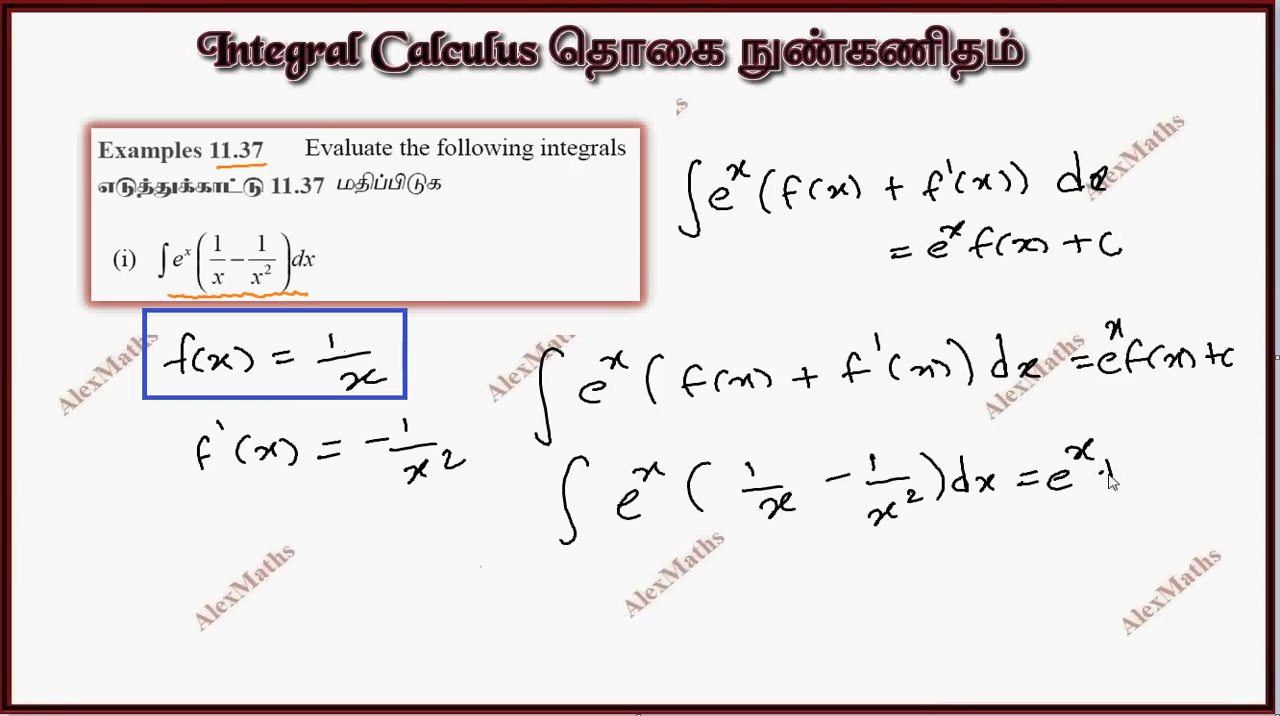 Integral Calculus தொகை நுண்கணிதம்
Examples 11.37 Evaluate the following integrals
எடுத்துக்காட்டு 11.37 மதிப்பிடுக
(i) ∫ e^x (1/x − 1/x²) dx
∫ e^x (f(x) + f'(x)) dx
= e^x f(x) + c
f(x) = 1/x
f'(x) = −1/x²
∫ e^x (f(x) + f'(x)) dx = e^x f(x) + c
∫ e^x (1/x − 1/x²) dx = e^x .
AlexMaths
AlexMaths
AlexMaths
AlexMaths
AlexMaths
AlexMaths
AlexMaths
hs